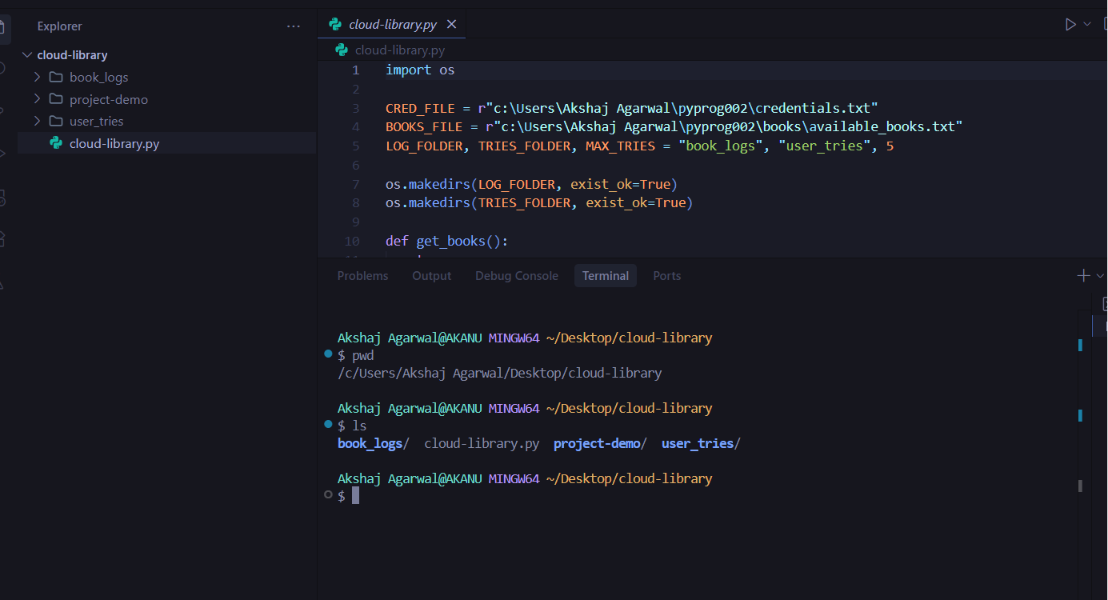 Explorer
cloud-library
book_logs
project-demo
user_tries
cloud-library.py
cloud-library.py
cloud-library.py
1 import os
2
3 CRED_FILE = r"c:\Users\Akshaj Agarwal\pyprog002\credentials.txt"
4 BOOKS_FILE = r"c:\Users\Akshaj Agarwal\pyprog002\books\available_books.txt"
5 LOG_FOLDER, TRIES_FOLDER, MAX_TRIES = "book_logs", "user_tries", 5
6
7 os.makedirs(LOG_FOLDER, exist_ok=True)
8 os.makedirs(TRIES_FOLDER, exist_ok=True)
9
10 def get_books():
Problems Output Debug Console Terminal Ports
Akshaj Agarwal@AKANU MINGW64 ~/Desktop/cloud-library
$ pwd
/c/Users/Akshaj Agarwal/Desktop/cloud-library
Akshaj Agarwal@AKANU MINGW64 ~/Desktop/cloud-library
$ ls
book_logs/ cloud-library.py project-demo/ user_tries/
Akshaj Agarwal@AKANU MINGW64 ~/Desktop/cloud-library
$